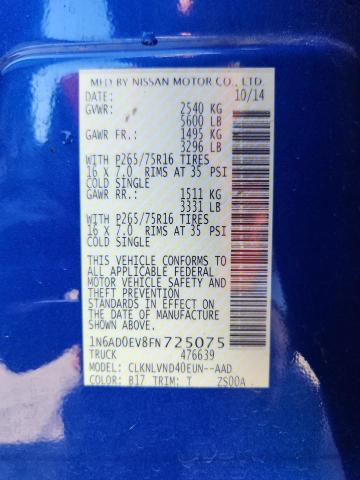 MFD BY NISSAN MOTOR CO., LTD.
DATE: 10/14
GVWR: 2540 KG
5600 LB
GAWR FR.: 1495 KG
3296 LB
WITH P265/75R16 TIRES
16 X 7.0 RIMS AT 35 PSI
COLD SINGLE
GAWR RR.: 1511 KG
3331 LB
WITH P265/75R16 TIRES
16 X 7.0 RIMS AT 35 PSI
COLD SINGLE
THIS VEHICLE CONFORMS TO
ALL APPLICABLE FEDERAL
MOTOR VEHICLE SAFETY AND
THEFT PREVENTION
STANDARDS IN EFFECT ON
THE DATE OF MANUFACTURE
SHOWN ABOVE.
1N6AD0EV8FN725075
TRUCK 476639
MODEL: CLKNLVND40EUN--AAD
COLOR: B17 TRIM: T ZS00A